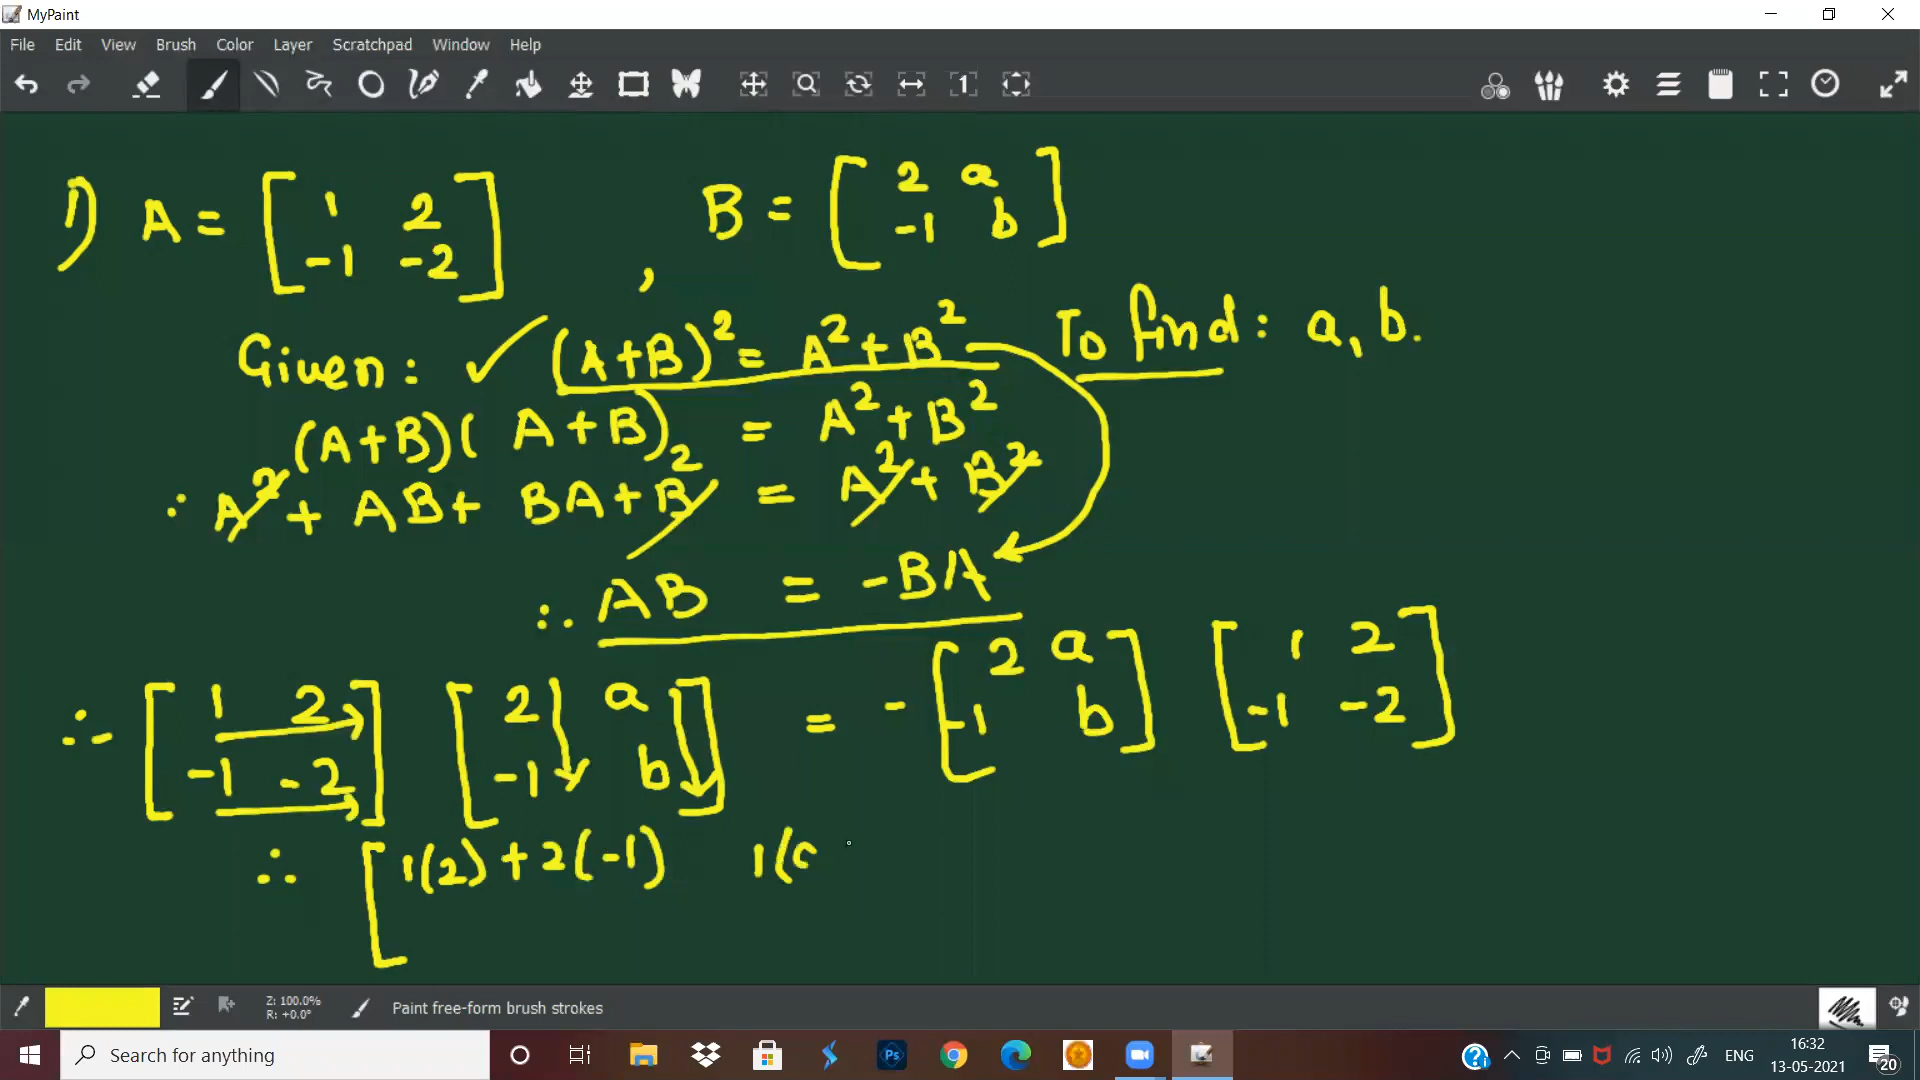 MyPaint
File Edit View Brush Color Layer Scratchpad Window Help
1) A = [1 2 -1 -2] , B = [2 a -1 b]
Given: ✓ (A+B)² = A² + B² To find: a, b.
(A+B)(A+B) = A² + B²
∴ A² + AB + BA + B² = A² + B²
∴ AB = -BA
∴ [1 2 -1 -2] [2 a -1 b] = - [2 a -1 b] [1 2 -1 -2]
∴ [1(2) + 2(-1) 1(
Z: 100.0%
R: +0.0°
Paint free-form brush strokes
Search for anything
Ps
ENG
16:32
13-05-2021
20